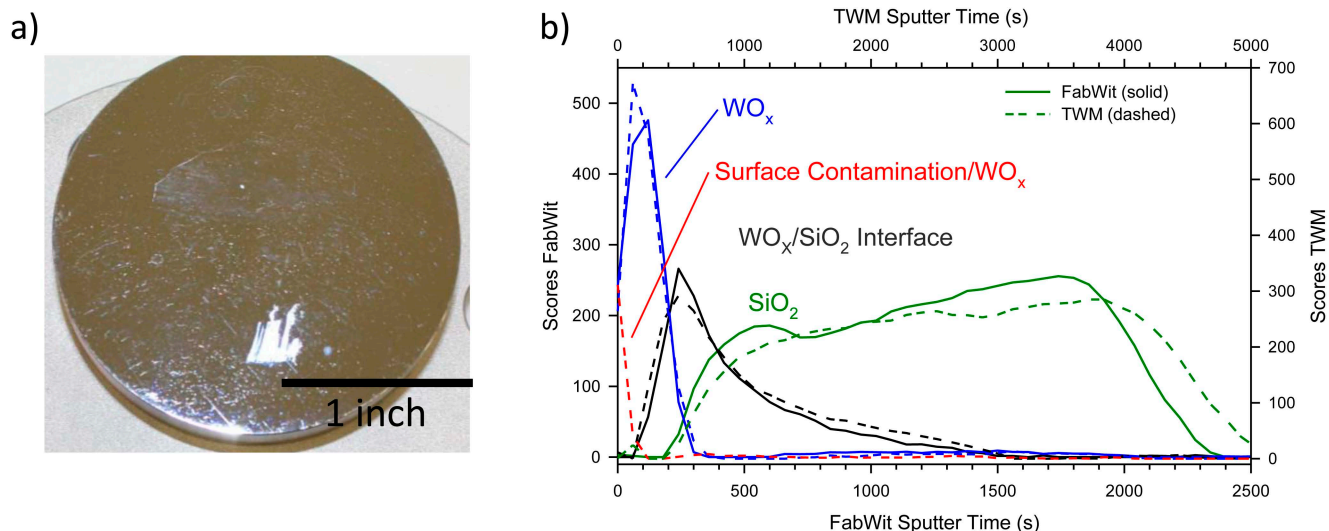 a)
1 inch
b)
TWM Sputter Time (s)
0 1000 2000 3000 4000 5000
Scores FabWit
500
400
300
200
100
0
FabWit (solid)
TWM (dashed)
WOₓ
Surface Contamination/WOₓ
WOₓ/SiO₂ Interface
SiO₂
700
600
500
400
300
200
100
0
Scores TWM
0 500 1000 1500 2000 2500
FabWit Sputter Time (s)